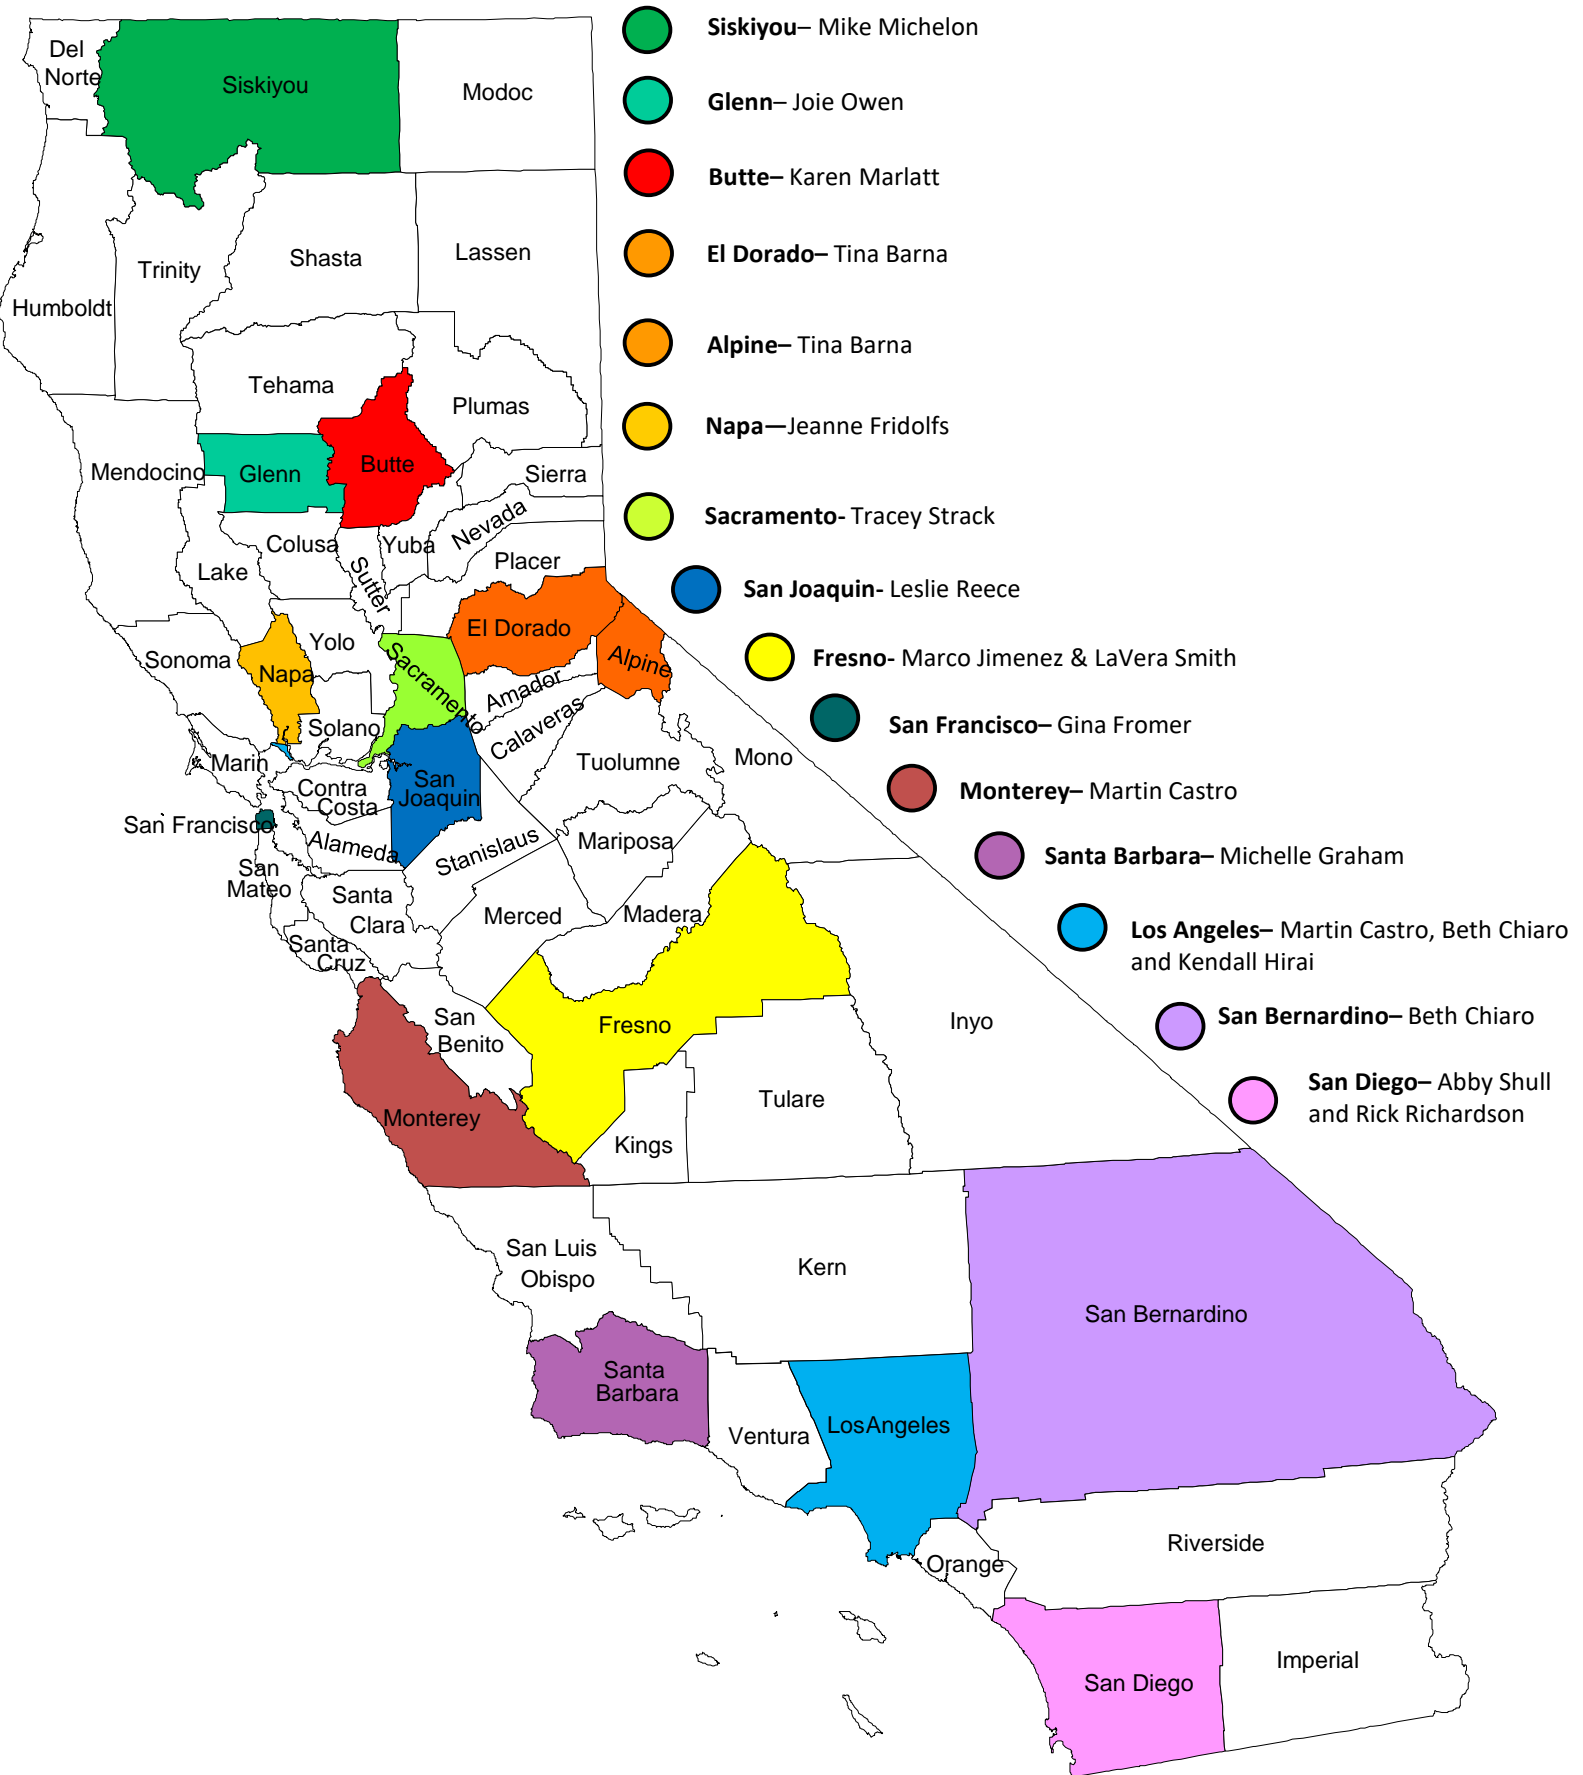 Siskiyou– Mike Michelon
Glenn– Joie Owen
Butte– Karen Marlatt
El Dorado– Tina Barna
Alpine– Tina Barna
Napa—Jeanne Fridolfs
Sacramento- Tracey Strack
San Joaquin- Leslie Reece
Fresno- Marco Jimenez & LaVera Smith
San Francisco– Gina Fromer
Monterey– Martin Castro
Santa Barbara– Michelle Graham
Los Angeles– Martin Castro, Beth Chiaro
and Kendall Hirai
San Bernardino– Beth Chiaro
San Diego– Abby Shull
and Rick Richardson
Del
Norte
Siskiyou
Modoc
Humboldt
Trinity
Shasta
Lassen
Tehama
Plumas
Mendocino
Glenn
Butte
Sierra
Lake
Colusa
Sutter
Yuba
Nevada
Placer
Sonoma
Napa
Yolo
Sacramento
El Dorado
Alpine
Amador
Solano
Calaveras
Marin
Contra
Costa
San
Joaquin
Tuolumne
Mono
San Francisco
Alameda
Stanislaus
Mariposa
San
Mateo
Santa
Clara
Merced
Madera
Santa
Cruz
San
Benito
Fresno
Inyo
Monterey
Kings
Tulare
San Luis
Obispo
Kern
San Bernardino
Santa
Barbara
Ventura
LosAngeles
Orange
Riverside
San Diego
Imperial